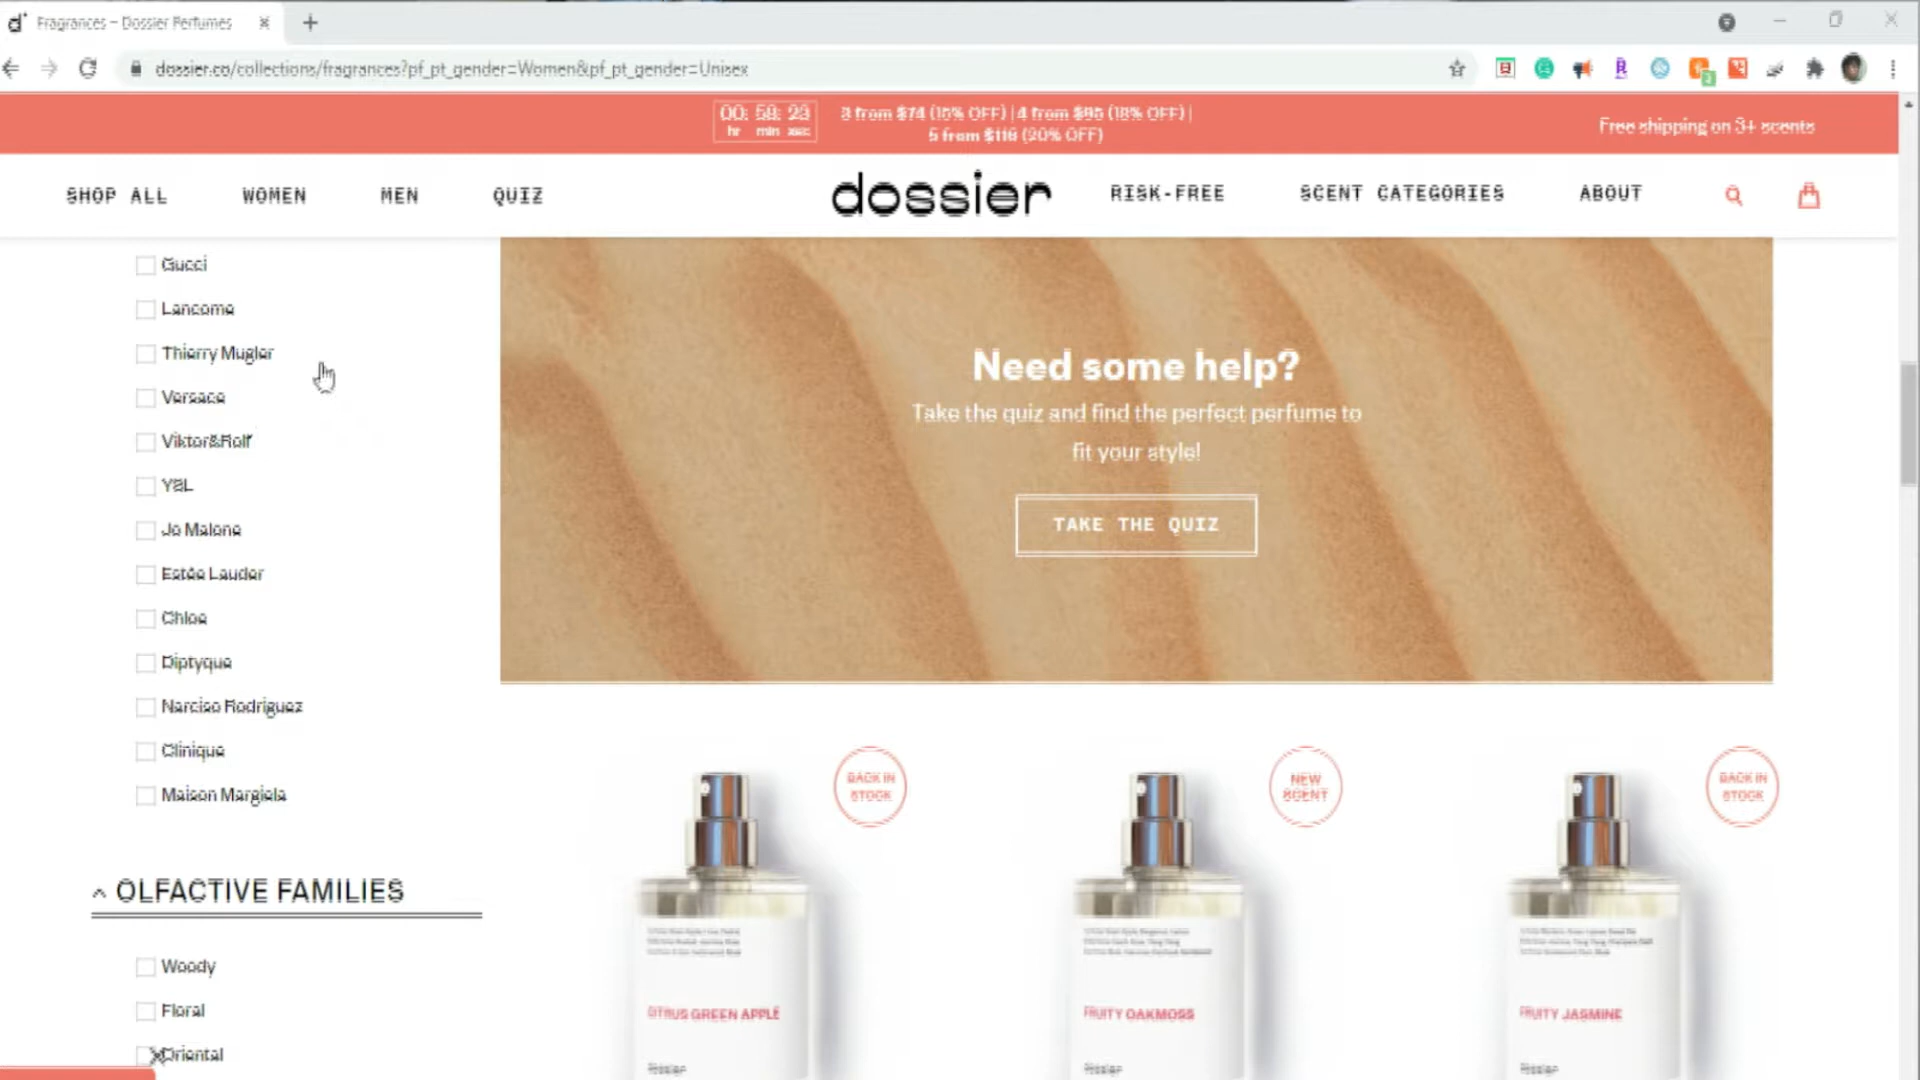 Fragrances – Dossier Perfumes
dossier.co/collections/fragrances?pf_pt_gender=Women&pf_pt_gender=Unisex
00: 58: 23
hr min sec
3 from $74 (15% OFF) | 4 from $95 (18% OFF) |
5 from $116 (20% OFF)
Free shipping on 3+ scents
SHOP ALL
WOMEN
MEN
QUIZ
dossier
RISK-FREE
SCENT CATEGORIES
ABOUT
Gucci
Lancome
Thierry Mugler
Versace
Viktor&Rolf
YSL
Jo Malone
Estée Lauder
Chloe
Diptyque
Narciso Rodriguez
Clinique
Maison Margiela
OLFACTIVE FAMILIES
Woody
Floral
Oriental
Need some help?
Take the quiz and find the perfect perfume to
fit your style!
TAKE THE QUIZ
BACK IN
STOCK
NEW
SCENT
BACK IN
STOCK
CITRUS GREEN APPLE
FRUITY OAKMOSS
FRUITY JASMINE
dossier
dossier
dossier